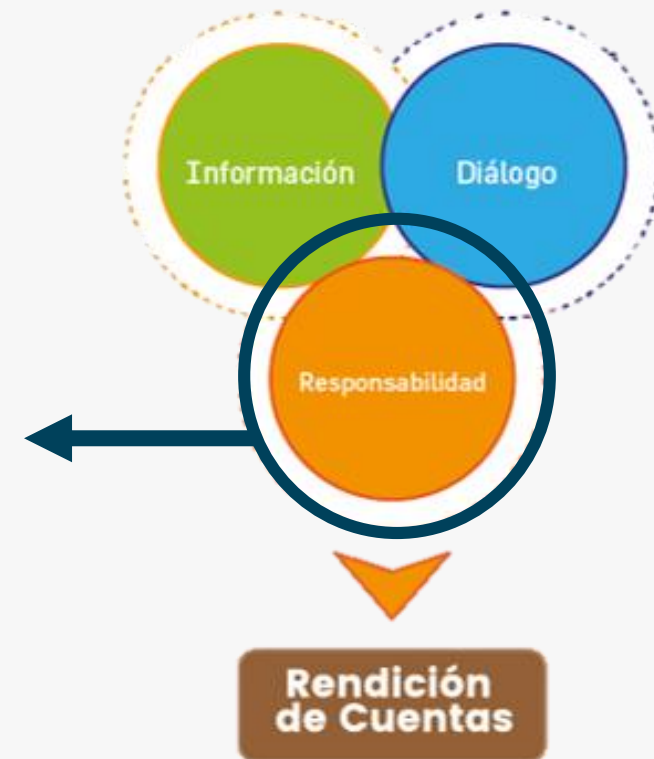 Información
Diálogo
Responsabilidad
Rendición
de Cuentas